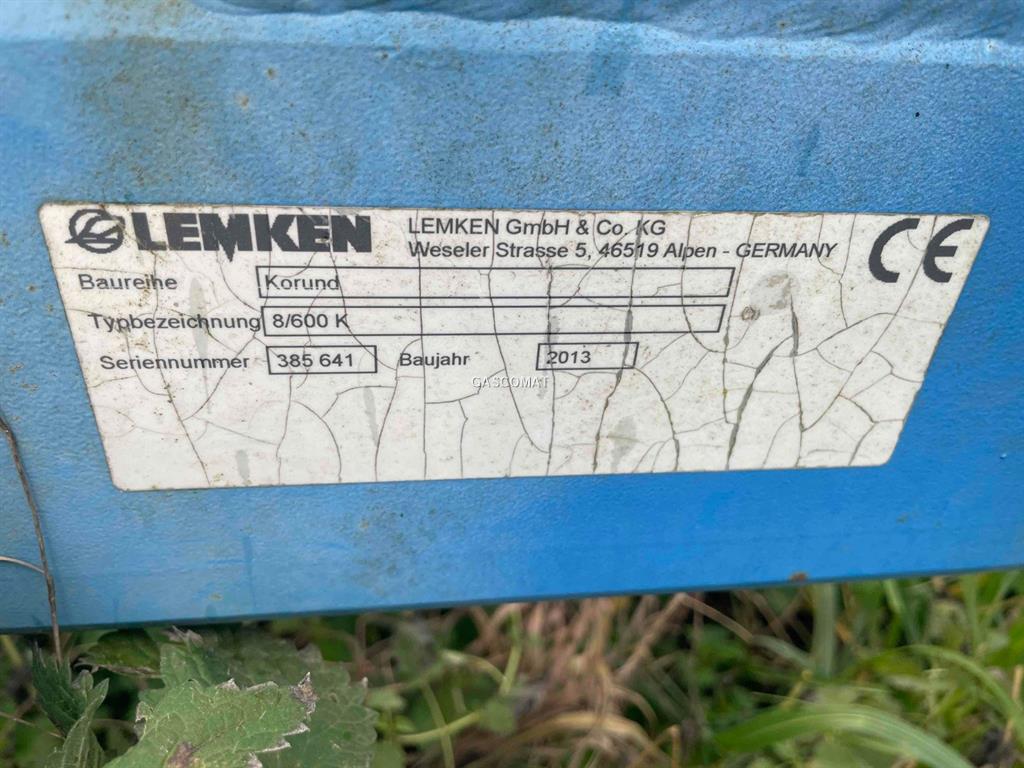 LEMKEN LEMKEN GmbH & Co. KG
Weseler Strasse 5, 46519 Alpen - GERMANY CE
Baureihe Korund
Typbezeichnung 8/600 K
Seriennummer 385 641 Baujahr 2013
GASCOMAT